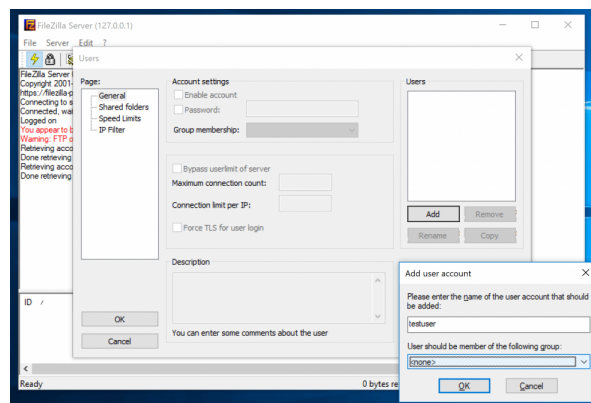 FileZilla Server (127.0.0.1)
File Server Edit ?
Users
FileZilla Server
Copyright 2001-
https://filezilla-p
Connecting to s
Connected, wai
Logged on
You appear to b
Warning: FTP o
Retrieving acco
Done retrieving
Retrieving acco
Done retrieving
Page:
General
Shared folders
Speed Limits
IP Filter
OK
Cancel
Account settings
Enable account
Password:
Group membership:
Bypass userlimit of server
Maximum connection count:
Connection limit per IP:
Force TLS for user login
Description
You can enter some comments about the user
Users
Add Remove
Rename Copy
Add user account
Please enter the name of the user account that should
be added:
testuser
User should be member of the following group:
<none>
OK Cancel
ID /
Ready
0 bytes re